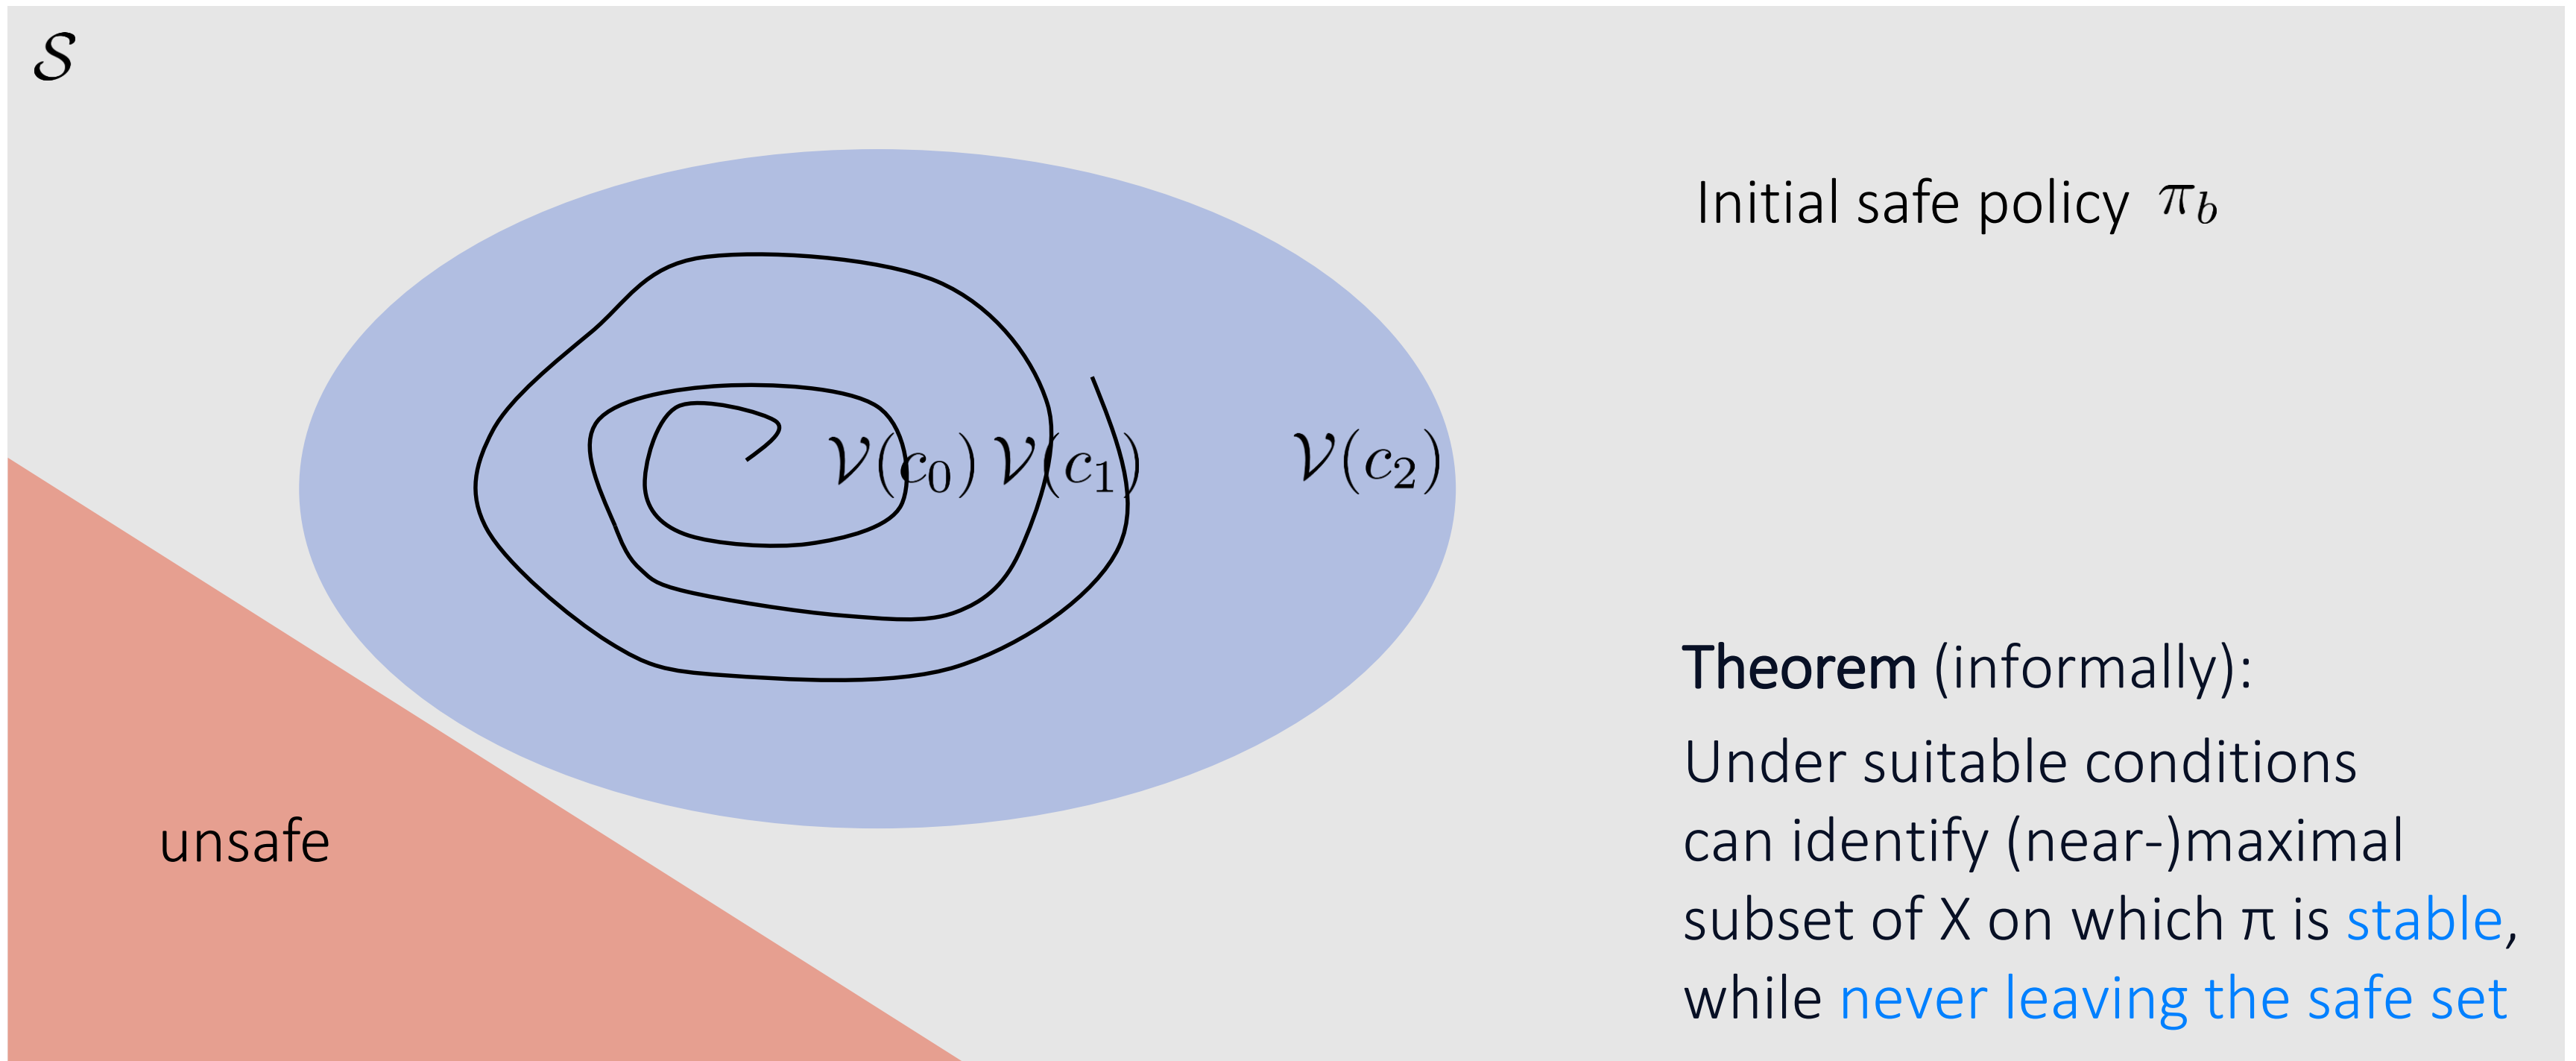 𝒮
Initial safe policy π_b
𝒱(c₀) 𝒱(c₁) 𝒱(c₂)
Theorem (informally):
Under suitable conditions
can identify (near-)maximal
unsafe
subset of X on which π is stable,
while never leaving the safe set